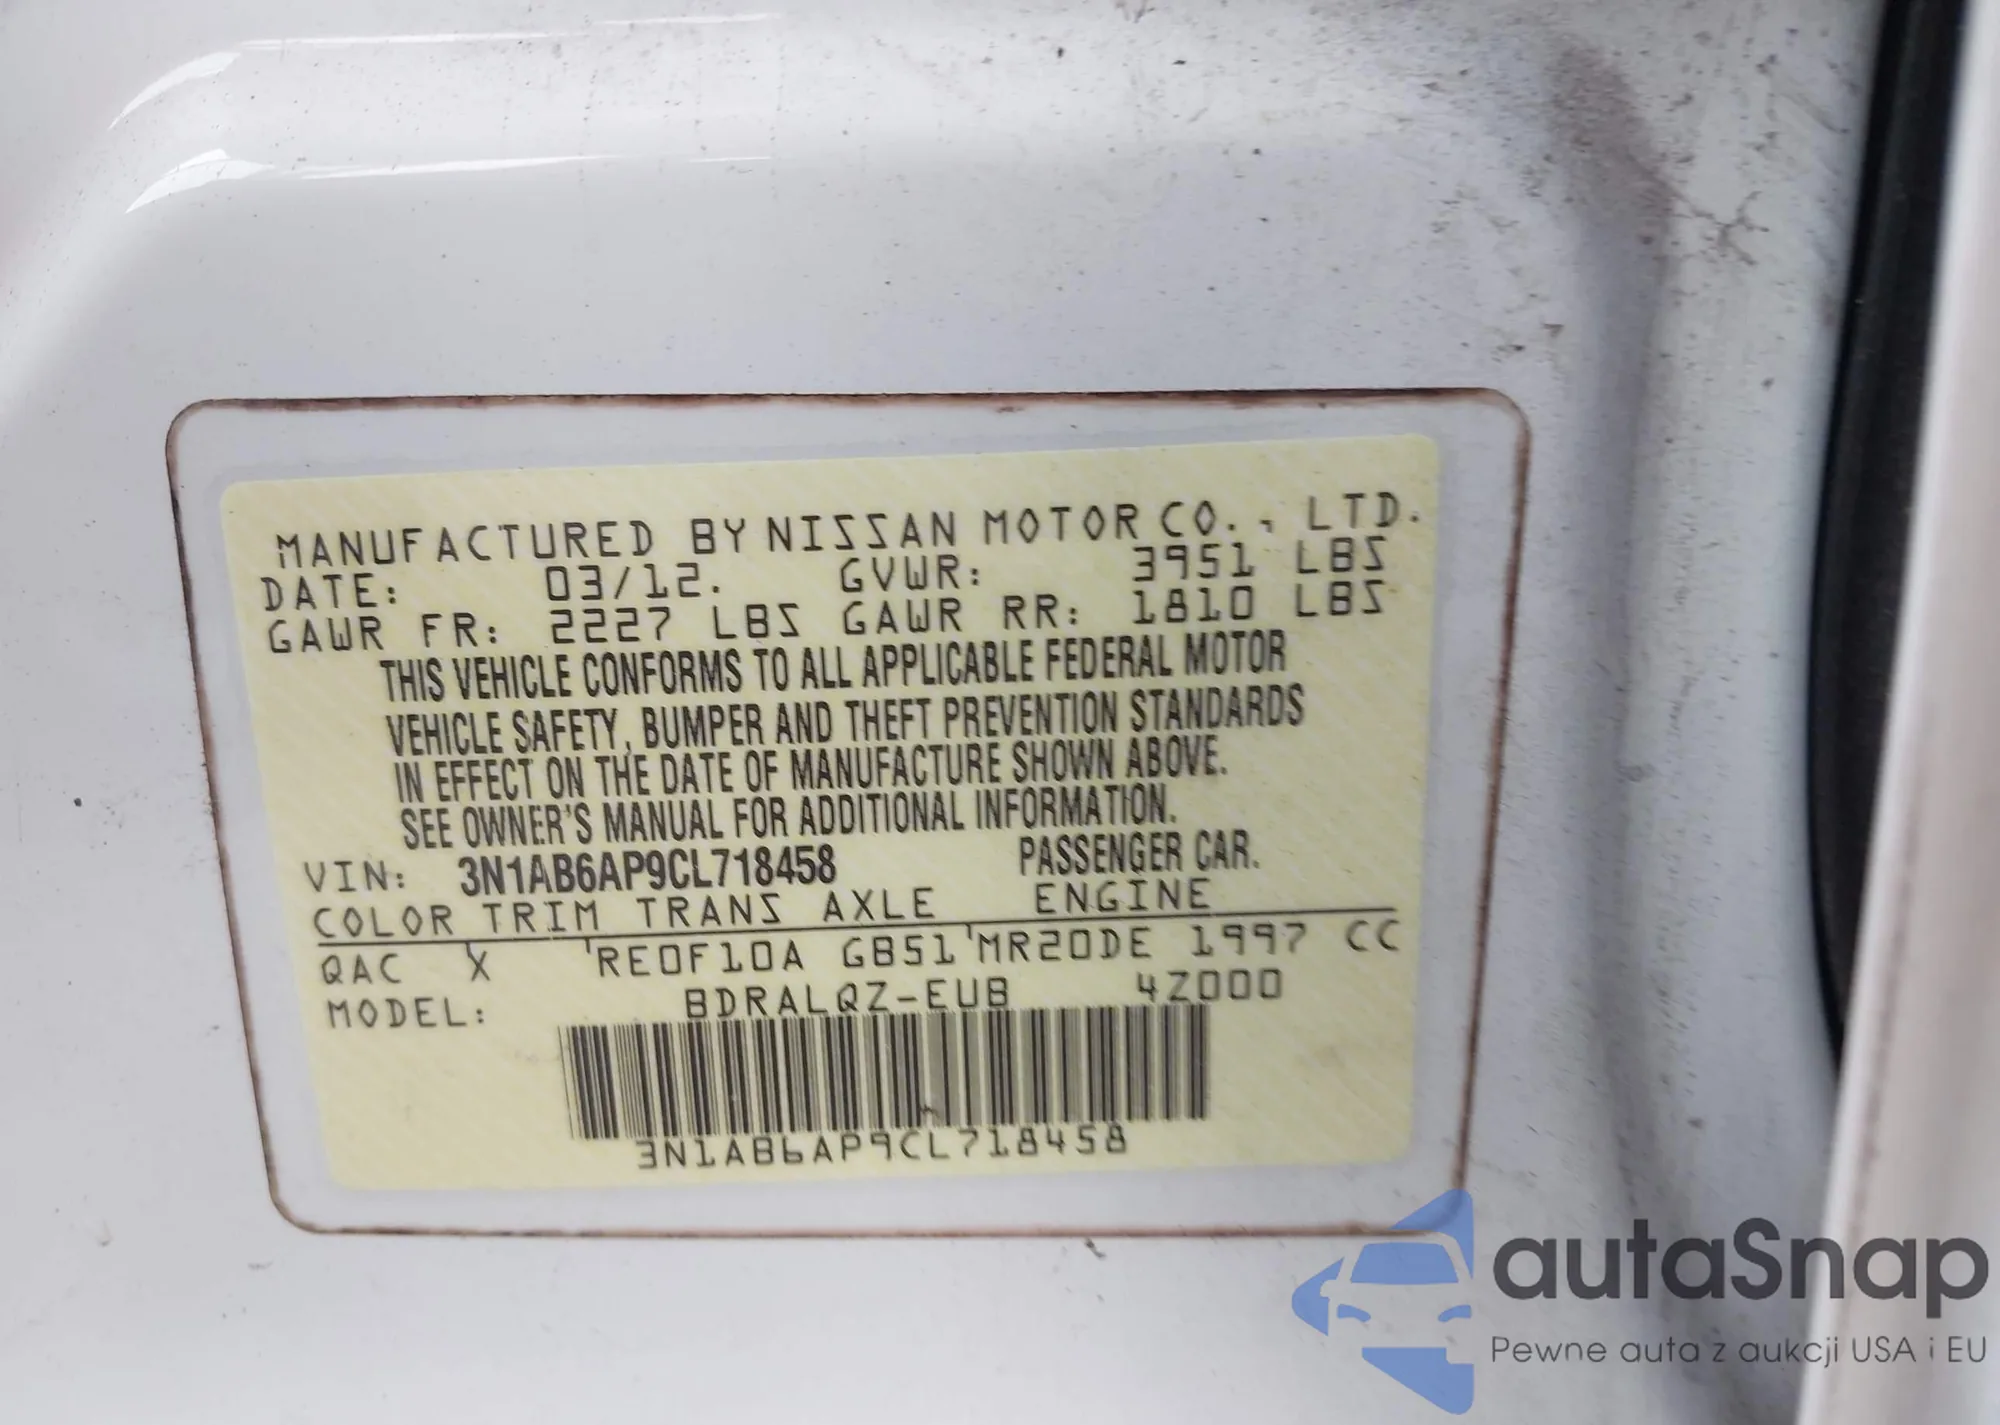 MANUFACTURED BY NISSAN MOTOR CO., LTD.
DATE: 03/12. GVWR: 3951 LBS
GAWR FR: 2227 LBS GAWR RR: 1810 LBS
THIS VEHICLE CONFORMS TO ALL APPLICABLE FEDERAL MOTOR
VEHICLE SAFETY, BUMPER AND THEFT PREVENTION STANDARDS
IN EFFECT ON THE DATE OF MANUFACTURE SHOWN ABOVE.
SEE OWNER'S MANUAL FOR ADDITIONAL INFORMATION.
VIN: 3N1AB6AP9CL718458 PASSENGER CAR.
COLOR TRIM TRANS AXLE ENGINE
QAC X RE0F10A GB51 MR20DE 1997 CC
MODEL: BDRALQZ-EUB 4Z000
3N1AB6AP9CL718458
autaSnap
Pewne auta z aukcji USA i EU